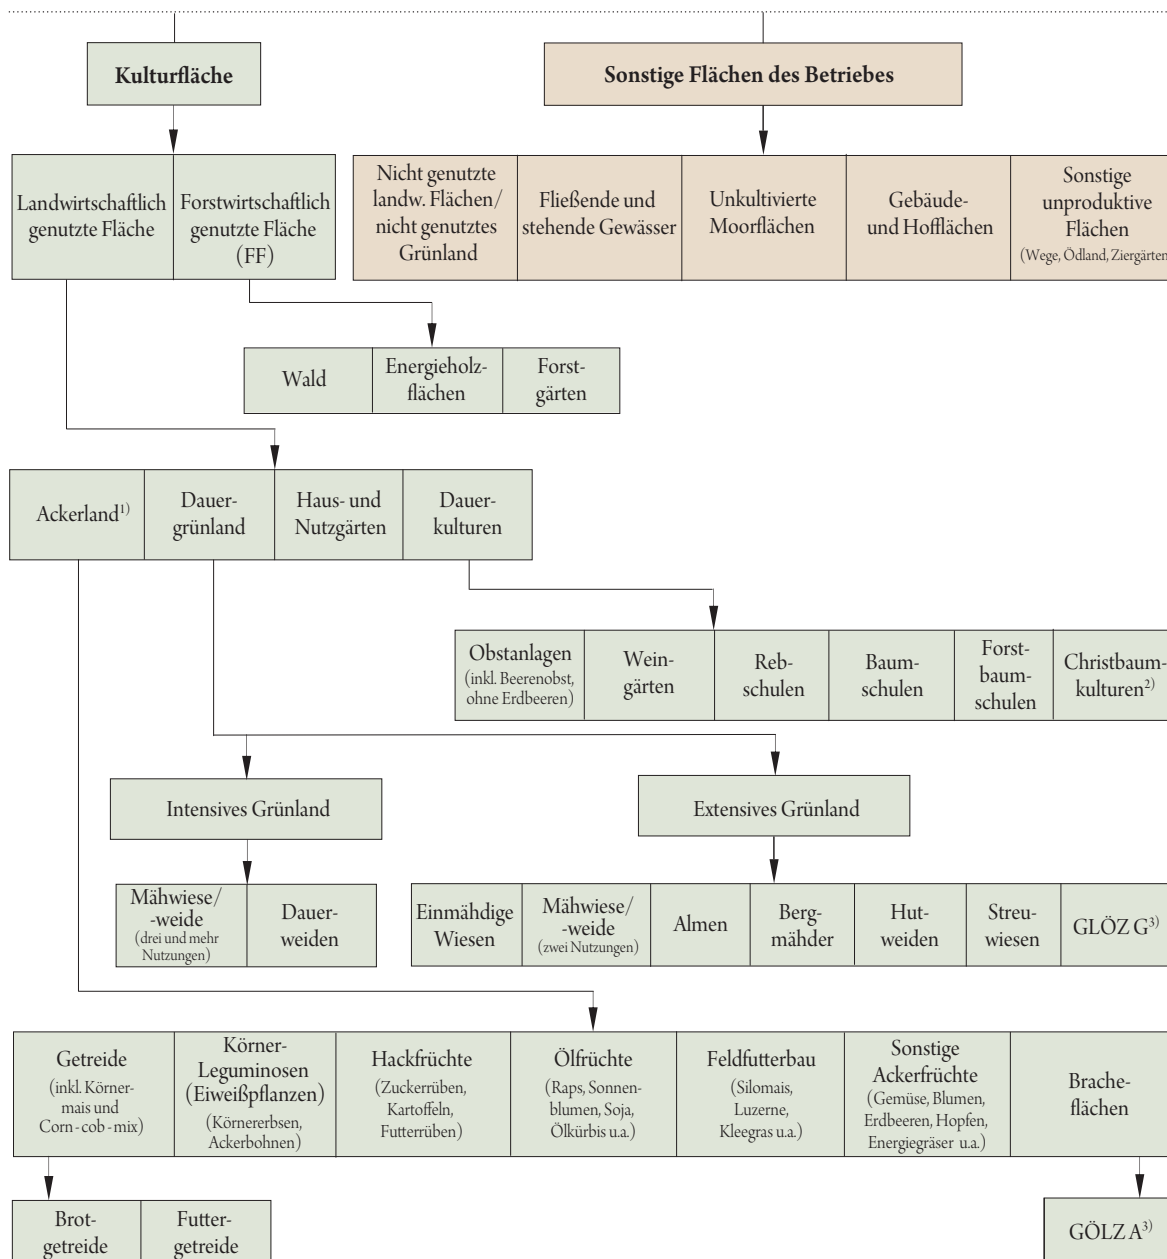 Kulturfläche
Sonstige Flächen des Betriebes
Landwirtschaftlich
genutzte Fläche
Forstwirtschaftlich
genutzte Fläche
(FF)
Nicht genutzte
landw. Flächen/
nicht genutztes
Grünland
Fließende und
stehende Gewässer
Unkultivierte
Moorflächen
Gebäude-
und Hofflächen
Sonstige
unproduktive
Flächen
(Wege, Ödland, Ziergärten
Wald
Energieholz-
flächen
Forst-
gärten
Ackerland1)
Dauer-
grünland
Haus- und
Nutzgärten
Dauer-
kulturen
Obstanlagen
(inkl. Beerenobst,
ohne Erdbeeren)
Wein-
gärten
Reb-
schulen
Baum-
schulen
Forst-
baum-
schulen
Christbaum-
kulturen2)
Intensives Grünland
Extensives Grünland
Mähwiese/
-weide
(drei und mehr
Nutzungen)
Dauer-
weiden
Einmähdige
Wiesen
Mähwiese/
-weide
(zwei Nutzungen)
Almen
Berg-
mähder
Hut-
weiden
Streu-
wiesen
GLÖZ G3)
Getreide
(inkl. Körner-
mais und
Corn-cob-mix)
Körner-
Leguminosen
(Eiweißpflanzen)
(Körnererbsen,
Ackerbohnen)
Hackfrüchte
(Zuckerrüben,
Kartoffeln,
Futterrüben)
Ölfrüchte
(Raps, Sonnen-
blumen, Soja,
Ölkürbis u.a.)
Feldfutterbau
(Silomais,
Luzerne,
Kleegras u.a.)
Sonstige
Ackerfrüchte
(Gemüse, Blumen,
Erdbeeren, Hopfen,
Energiegräser u.a.)
Brache-
flächen
Brot-
getreide
Futter-
getreide
GÖLZ A3)